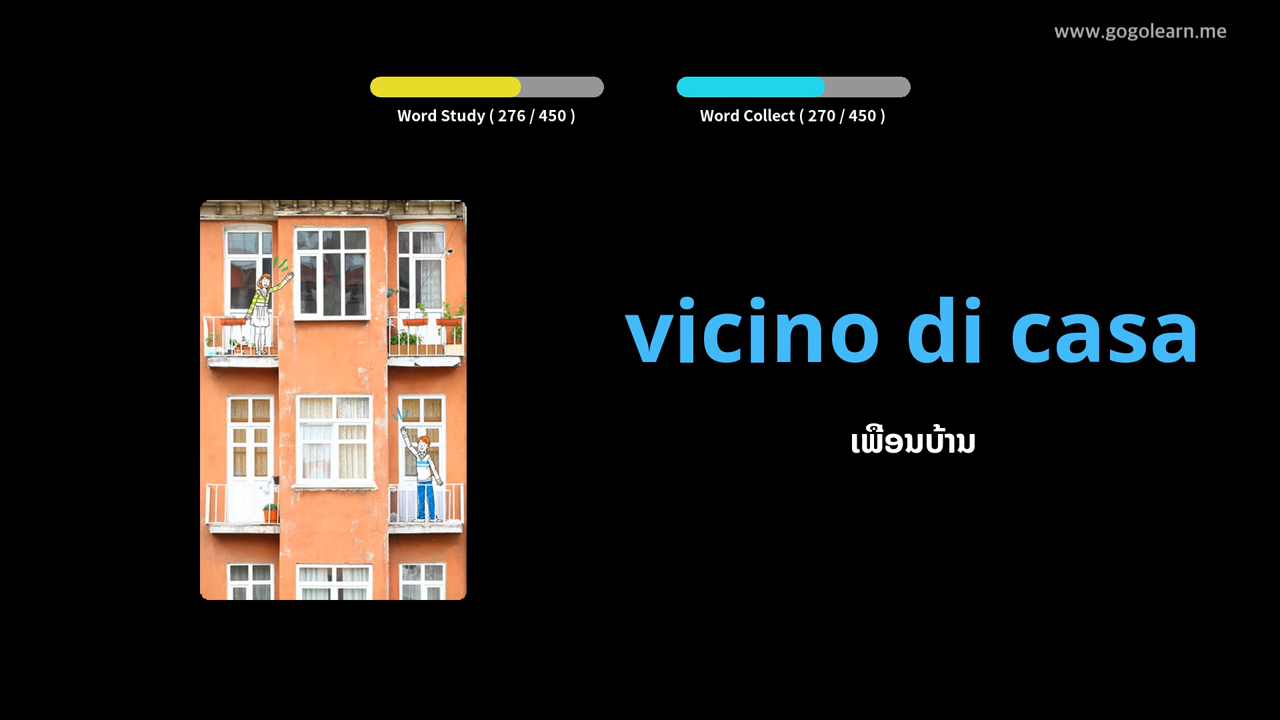 www.gogolearn.me
Word Study ( 276 / 450 )
Word Collect ( 270 / 450 )
vicino di casa
ເພື່ອນບ້ານ